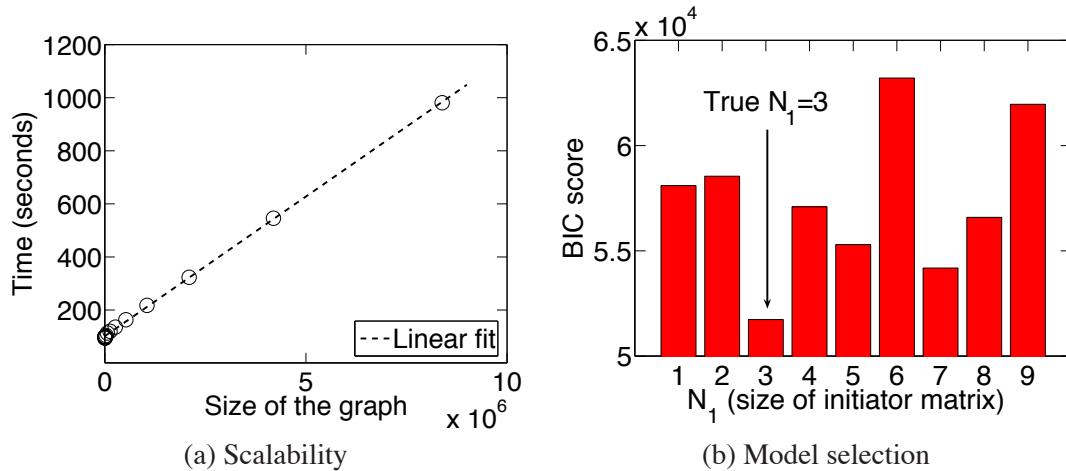 1200
1000
800
600
400
200
0
5
10
x 10^6
Time (seconds)
Size of the graph
Linear fit
(a) Scalability
x 10^4
6.5
6
5.5
5
BIC score
True N_1=3
1 2 3 4 5 6 7 8 9
N_1 (size of initiator matrix)
(b) Model selection